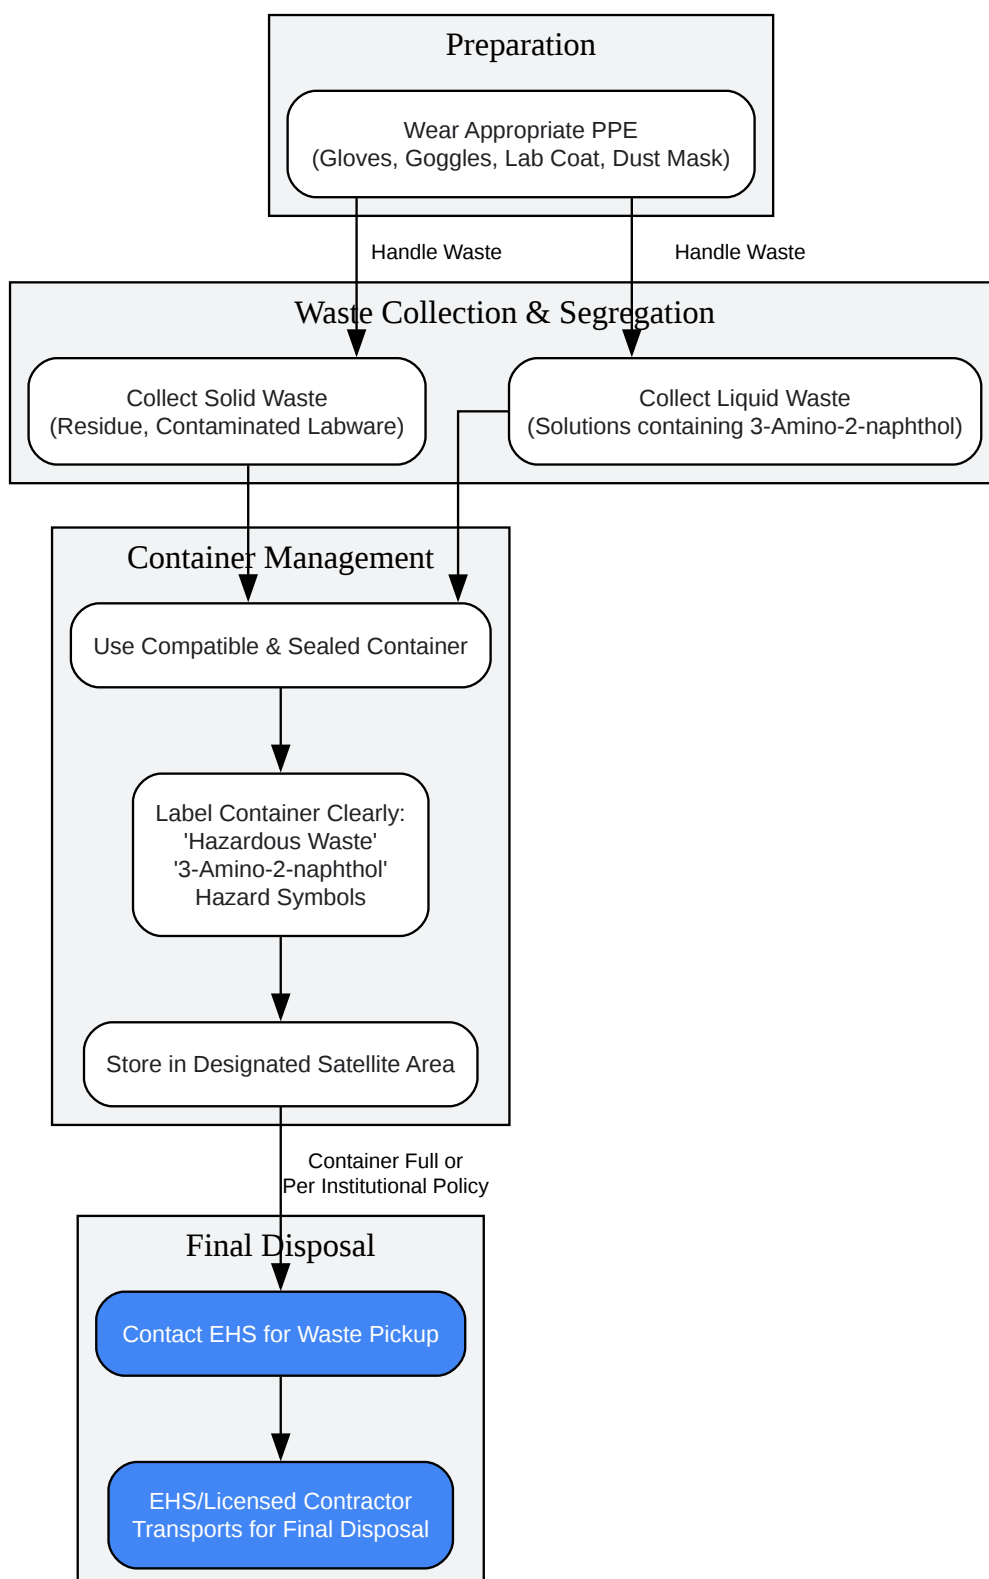 Preparation
Wear Appropriate PPE
(Gloves, Goggles, Lab Coat, Dust Mask)
Handle Waste
Handle Waste
Waste Collection & Segregation
Collect Solid Waste
(Residue, Contaminated Labware)
Collect Liquid Waste
(Solutions containing 3-Amino-2-naphthol)
Container Management
Use Compatible & Sealed Container
Label Container Clearly:
'Hazardous Waste'
'3-Amino-2-naphthol'
Hazard Symbols
Store in Designated Satellite Area
Container Full or
Per Institutional Policy
Final Disposal
Contact EHS for Waste Pickup
EHS/Licensed Contractor
Transports for Final Disposal